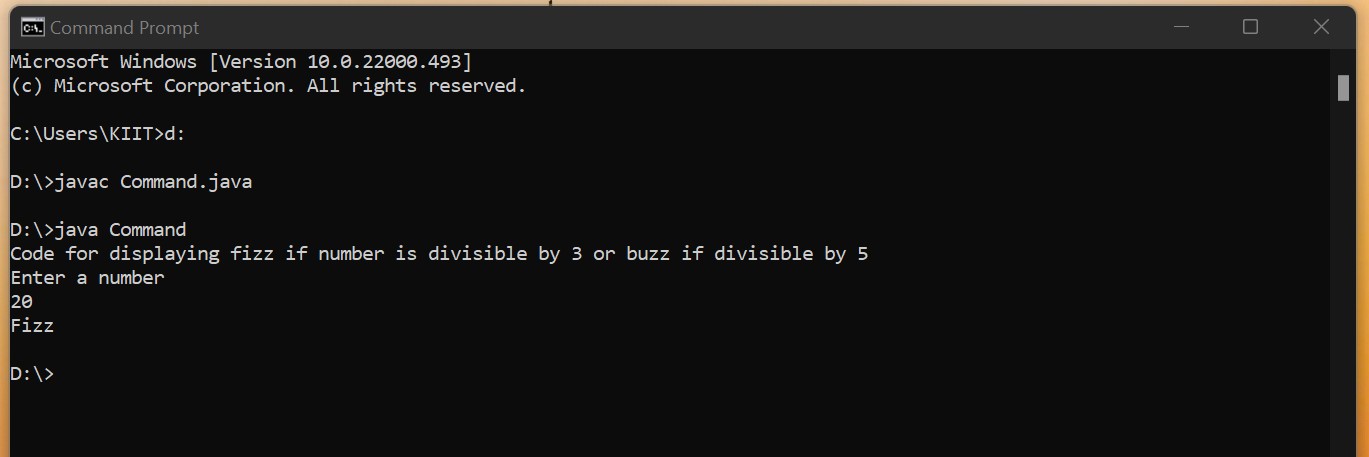 Command Prompt
Microsoft Windows [Version 10.0.22000.493]
(c) Microsoft Corporation. All rights reserved.
C:\Users\KIIT>d:
D:\>javac Command.java
D:\>java Command
Code for displaying fizz if number is divisible by 3 or buzz if divisible by 5
Enter a number
20
Fizz
D:\>